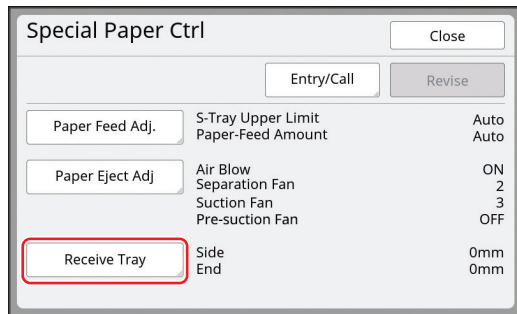 Special Paper Ctrl Close
Entry/Call Revise
Paper Feed Adj. S-Tray Upper Limit Auto
Paper-Feed Amount Auto
Paper Eject Adj Air Blow ON
Separation Fan 2
Suction Fan 3
Pre-suction Fan OFF
Receive Tray Side 0mm
End 0mm